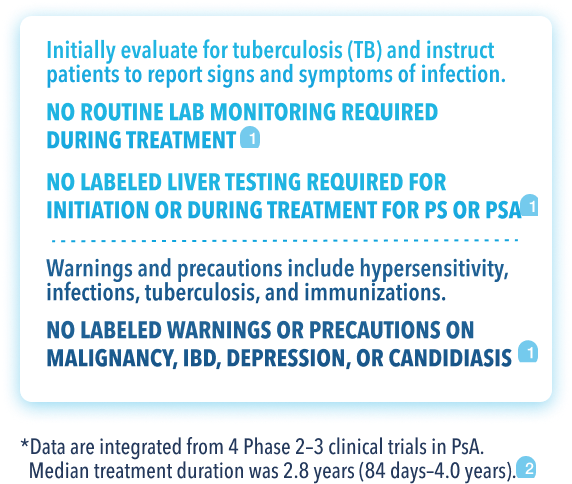 Initially evaluate for tuberculosis (TB) and instruct
patients to report signs and symptoms of infection.
NO ROUTINE LAB MONITORING REQUIRED
DURING TREATMENT 1
NO LABELED LIVER TESTING REQUIRED FOR
INITIATION OR DURING TREATMENT FOR PS OR PSA 1
Warnings and precautions include hypersensitivity,
infections, tuberculosis, and immunizations.
NO LABELED WARNINGS OR PRECAUTIONS ON
MALIGNANCY, IBD, DEPRESSION, OR CANDIDIASIS 1
*Data are integrated from 4 Phase 2–3 clinical trials in PsA.
Median treatment duration was 2.8 years (84 days–4.0 years). 2